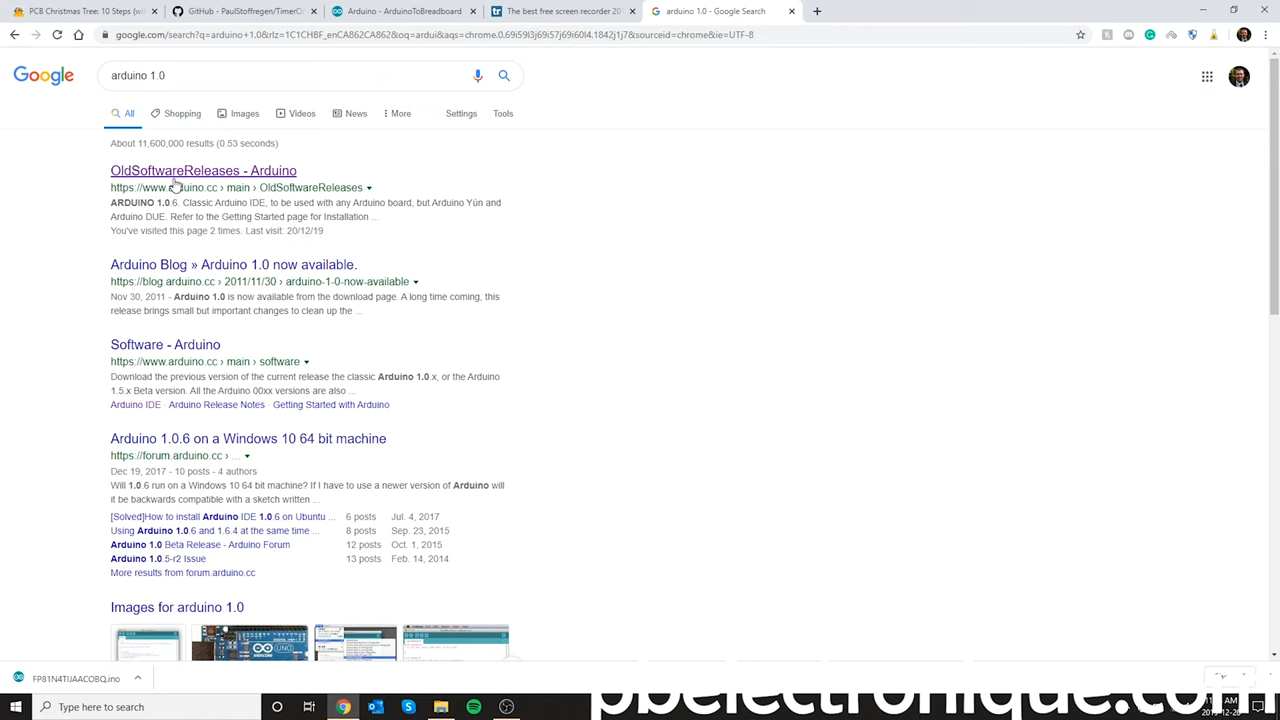 PCB Christmas Tree: 10 Steps (wi
GitHub - PaulStoffregen/TimerO
Arduino - ArduinoToBreadboard
The best free screen recorder 20
arduino 1.0 - Google Search
google.com/search?q=arduino+1.0&rlz=1C1CHBF_enCA862CA862&oq=ardui&aqs=chrome.0.69i59l3j69i57j69i60l4.1842j1j7&sourceid=chrome&ie=UTF-8
Google
arduino 1.0
All
Shopping
Images
Videos
News
More
Settings
Tools
About 11,600,000 results (0.53 seconds)
OldSoftwareReleases - Arduino
https://www.arduino.cc › main › OldSoftwareReleases
ARDUINO 1.0.6. Classic Arduino IDE, to be used with any Arduino board, but Arduino Yún and
Arduino DUE. Refer to the Getting Started page for Installation ...
You've visited this page 2 times. Last visit: 20/12/19
Arduino Blog » Arduino 1.0 now available.
https://blog.arduino.cc › 2011/11/30 › arduino-1-0-now-available
Nov 30, 2011 - Arduino 1.0 is now available from the download page. A long time coming, this
release brings small but important changes to clean up the ...
Software - Arduino
https://www.arduino.cc › main › software
Download the previous version of the current release the classic Arduino 1.0.x, or the Arduino
1.5.x Beta version. All the Arduino 00xx versions are also ...
Arduino IDE · Arduino Release Notes · Getting Started with Arduino
Arduino 1.0.6 on a Windows 10 64 bit machine
https://forum.arduino.cc › ...
Dec 19, 2017 - 10 posts - 4 authors
Will 1.0.6 run on a Windows 10 64 bit machine? If I have to use a newer version of Arduino will
it be backwards compatible with a sketch written ...
[Solved]How to install Arduino IDE 1.0.6 on Ubuntu ... 6 posts Jul. 4, 2017
Using Arduino 1.0.6 and 1.6.4 at the same time ... 8 posts Sep. 23, 2015
Arduino 1.0 Beta Release - Arduino Forum 12 posts Oct. 1, 2015
Arduino 1.0.5-r2 Issue 13 posts Feb. 14, 2014
More results from forum.arduino.cc
Images for arduino 1.0
UNO
FP81N4TIJAACOBQ.ino
Type here to search
pbelectronique.com
AM